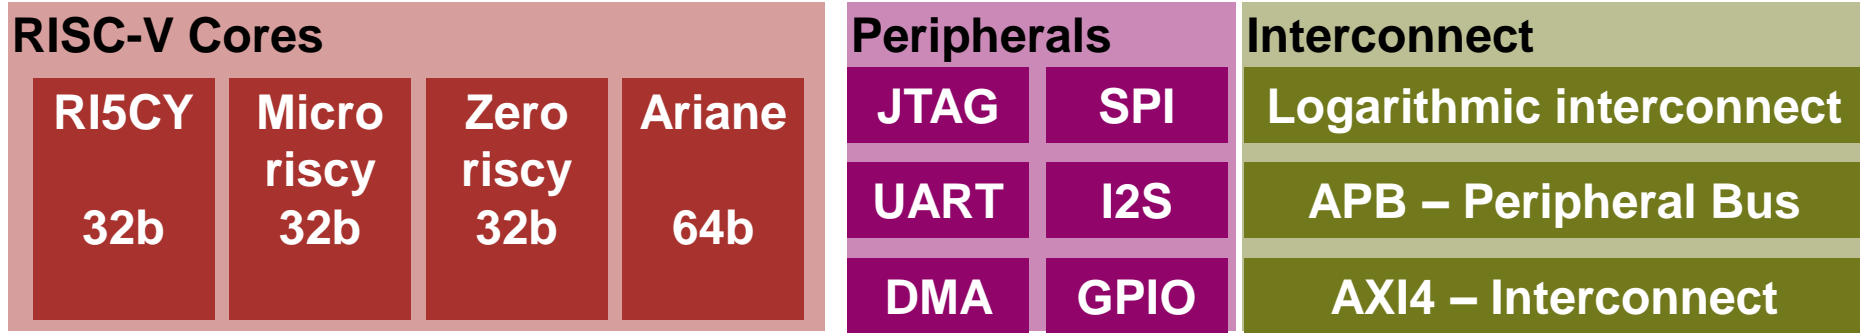 RISC-V Cores
RI5CY
32b
Micro
riscy
32b
Zero
riscy
32b
Ariane
64b
Peripherals
JTAG
SPI
UART
I2S
DMA
GPIO
Interconnect
Logarithmic interconnect
APB – Peripheral Bus
AXI4 – Interconnect